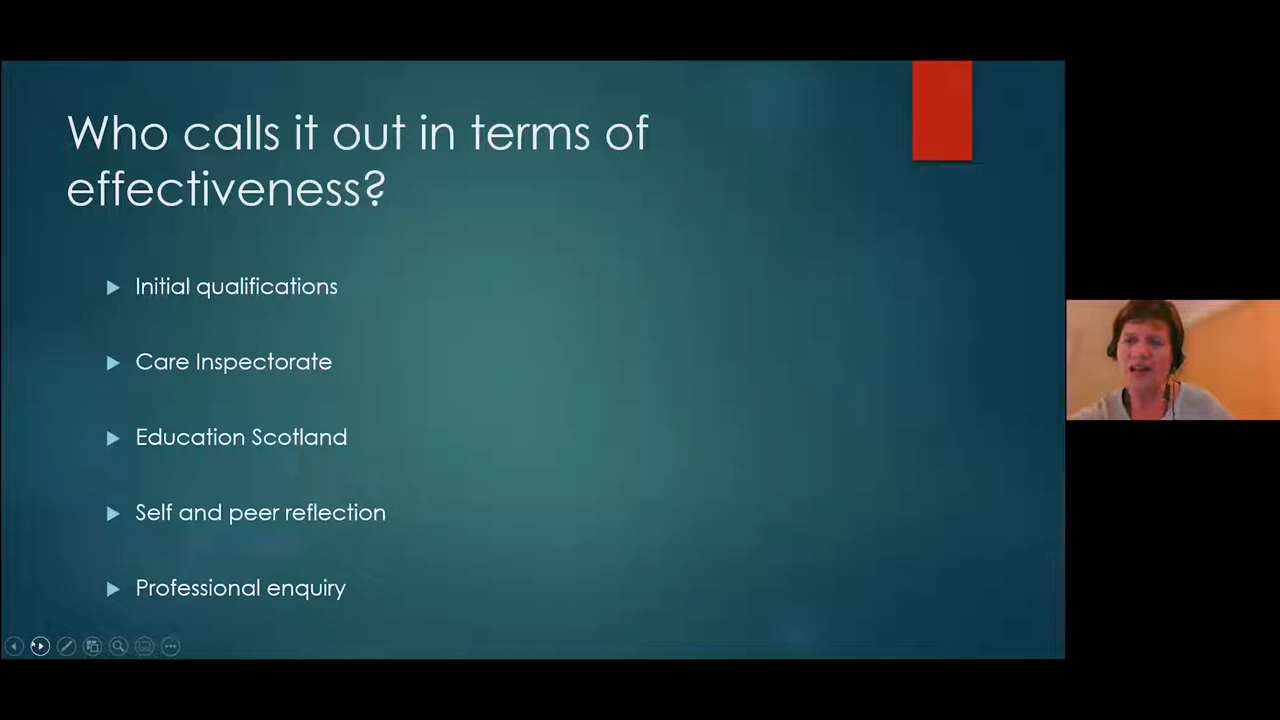 Who calls it out in terms of
effectiveness?
Initial qualifications
Care Inspectorate
Education Scotland
Self and peer reflection
Professional enquiry